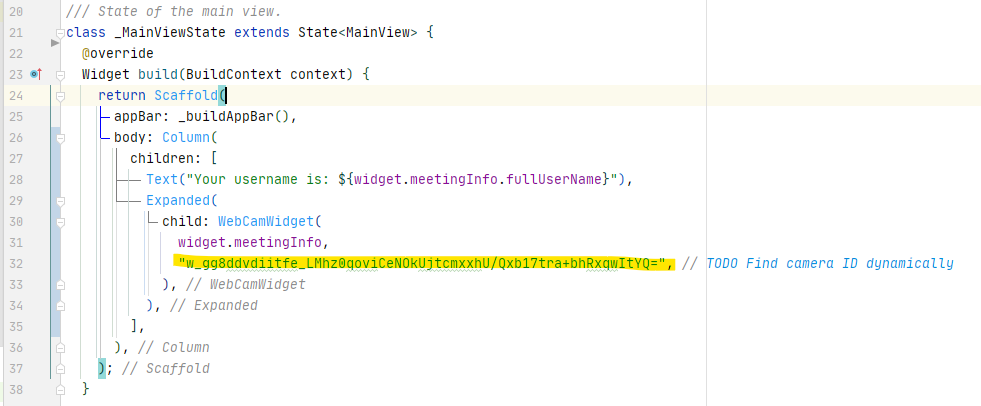 20 /// State of the main view.
21 class _MainViewState extends State<MainView> {
22 @override
23 Widget build(BuildContext context) {
24 return Scaffold(
25 appBar: _buildAppBar(),
26 body: Column(
27 children: [
28 Text("Your username is: ${widget.meetingInfo.fullUserName}"),
29 Expanded(
30 child: WebCamWidget(
31 widget.meetingInfo,
32 "w_gg8ddvdiitfe_LMhz0qoviCeNOkUjtcmxxhU/Qxb17tra+bhRxqwItYQ=", // TODO Find camera ID dynamically
33 ), // WebCamWidget
34 ), // Expanded
35 ],
36 ), // Column
37 ); // Scaffold
38 }